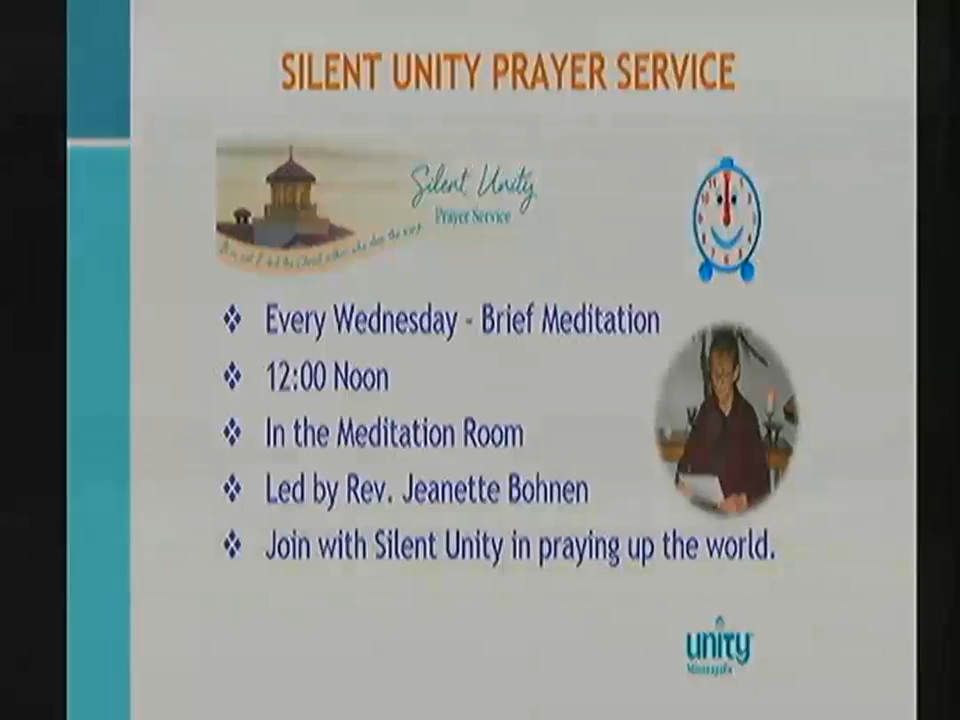 SILENT UNITY PRAYER SERVICE
Silent Unity
Prayer Service
❖ Every Wednesday - Brief Meditation
❖ 12:00 Noon
❖ In the Meditation Room
❖ Led by Rev. Jeanette Bohnen
❖ Join with Silent Unity in praying up the world.
unity
Minneapolis